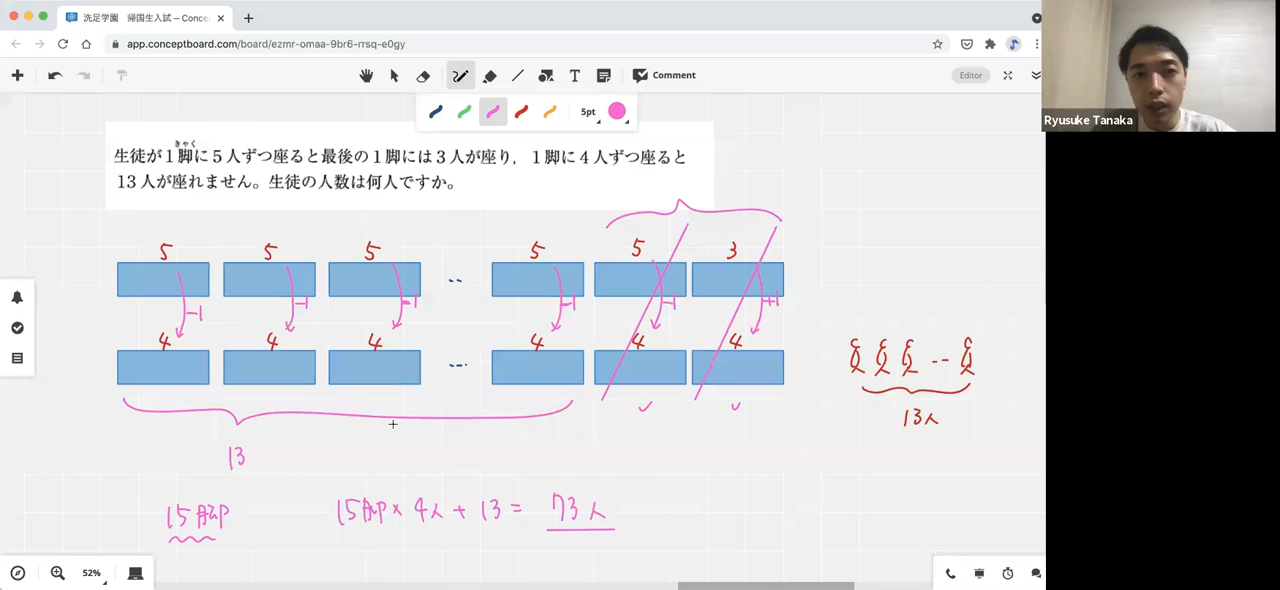 洗足学園 帰国生入試 – Conce
app.conceptboard.com/board/ezmr-omaa-9br6-rrsq-e0gy
Comment
Editor
5pt
Ryusuke Tanaka
きゃく
生徒が1脚に5人ずつ座ると最後の1脚には3人が座り，1脚に4人ずつ座ると
13人が座れません。生徒の人数は何人ですか。
5 5 5 5 5 3
-1 -1 -1 -1 -1 +1
4 4 4 4 4 4
13人
13
15脚 15脚×4人+13=73人
52%